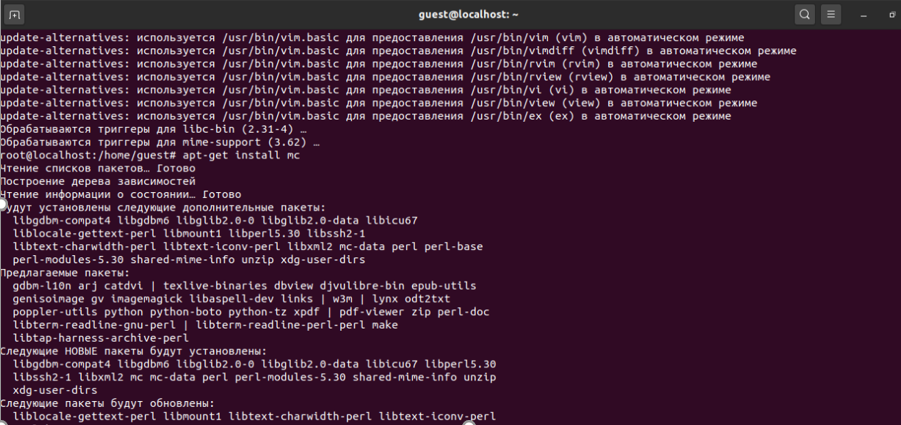 guest@localhost: ~
update-alternatives: используется /usr/bin/vim.basic для предоставления /usr/bin/vim (vim) в автоматическом режиме
update-alternatives: используется /usr/bin/vim.basic для предоставления /usr/bin/vimdiff (vimdiff) в автоматическом режиме
update-alternatives: используется /usr/bin/vim.basic для предоставления /usr/bin/rvim (rvim) в автоматическом режиме
update-alternatives: используется /usr/bin/vim.basic для предоставления /usr/bin/rview (rview) в автоматическом режиме
update-alternatives: используется /usr/bin/vim.basic для предоставления /usr/bin/vi (vi) в автоматическом режиме
update-alternatives: используется /usr/bin/vim.basic для предоставления /usr/bin/view (view) в автоматическом режиме
update-alternatives: используется /usr/bin/vim.basic для предоставления /usr/bin/ex (ex) в автоматическом режиме
Обрабатываются триггеры для libc-bin (2.31-4) …
Обрабатываются триггеры для mime-support (3.62) …
root@localhost:/home/guest# apt-get install mc
Чтение списков пакетов… Готово
Построение дерева зависимостей
Чтение информации о состоянии… Готово
Будут установлены следующие дополнительные пакеты:
libgdbm-compat4 libgdbm6 libglib2.0-0 libglib2.0-data libicu67
liblocale-gettext-perl libmount1 libperl5.30 libssh2-1
libtext-charwidth-perl libtext-iconv-perl libxml2 mc-data perl perl-base
perl-modules-5.30 shared-mime-info unzip xdg-user-dirs
Предлагаемые пакеты:
gdbm-l10n arj catdvi | texlive-binaries dbview djvulibre-bin epub-utils
genisoimage gv imagemagick libaspell-dev links | w3m | lynx odt2txt
poppler-utils python python-boto python-tz xpdf | pdf-viewer zip perl-doc
libterm-readline-gnu-perl | libterm-readline-perl-perl make
libtap-harness-archive-perl
Следующие НОВЫЕ пакеты будут установлены:
libgdbm-compat4 libgdbm6 libglib2.0-0 libglib2.0-data libicu67 libperl5.30
libssh2-1 libxml2 mc mc-data perl perl-modules-5.30 shared-mime-info unzip
xdg-user-dirs
Следующие пакеты будут обновлены:
liblocale-gettext-perl libmount1 libtext-charwidth-perl libtext-iconv-perl